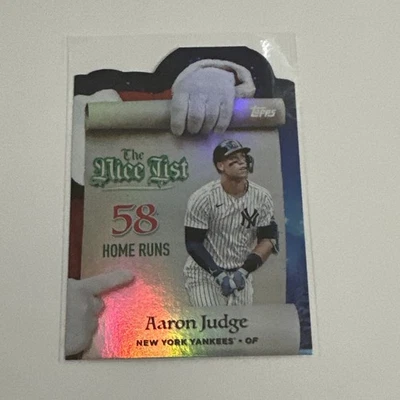 Topps
The
Nice List
58
HOME RUNS
Aaron Judge
NEW YORK YANKEES • OF